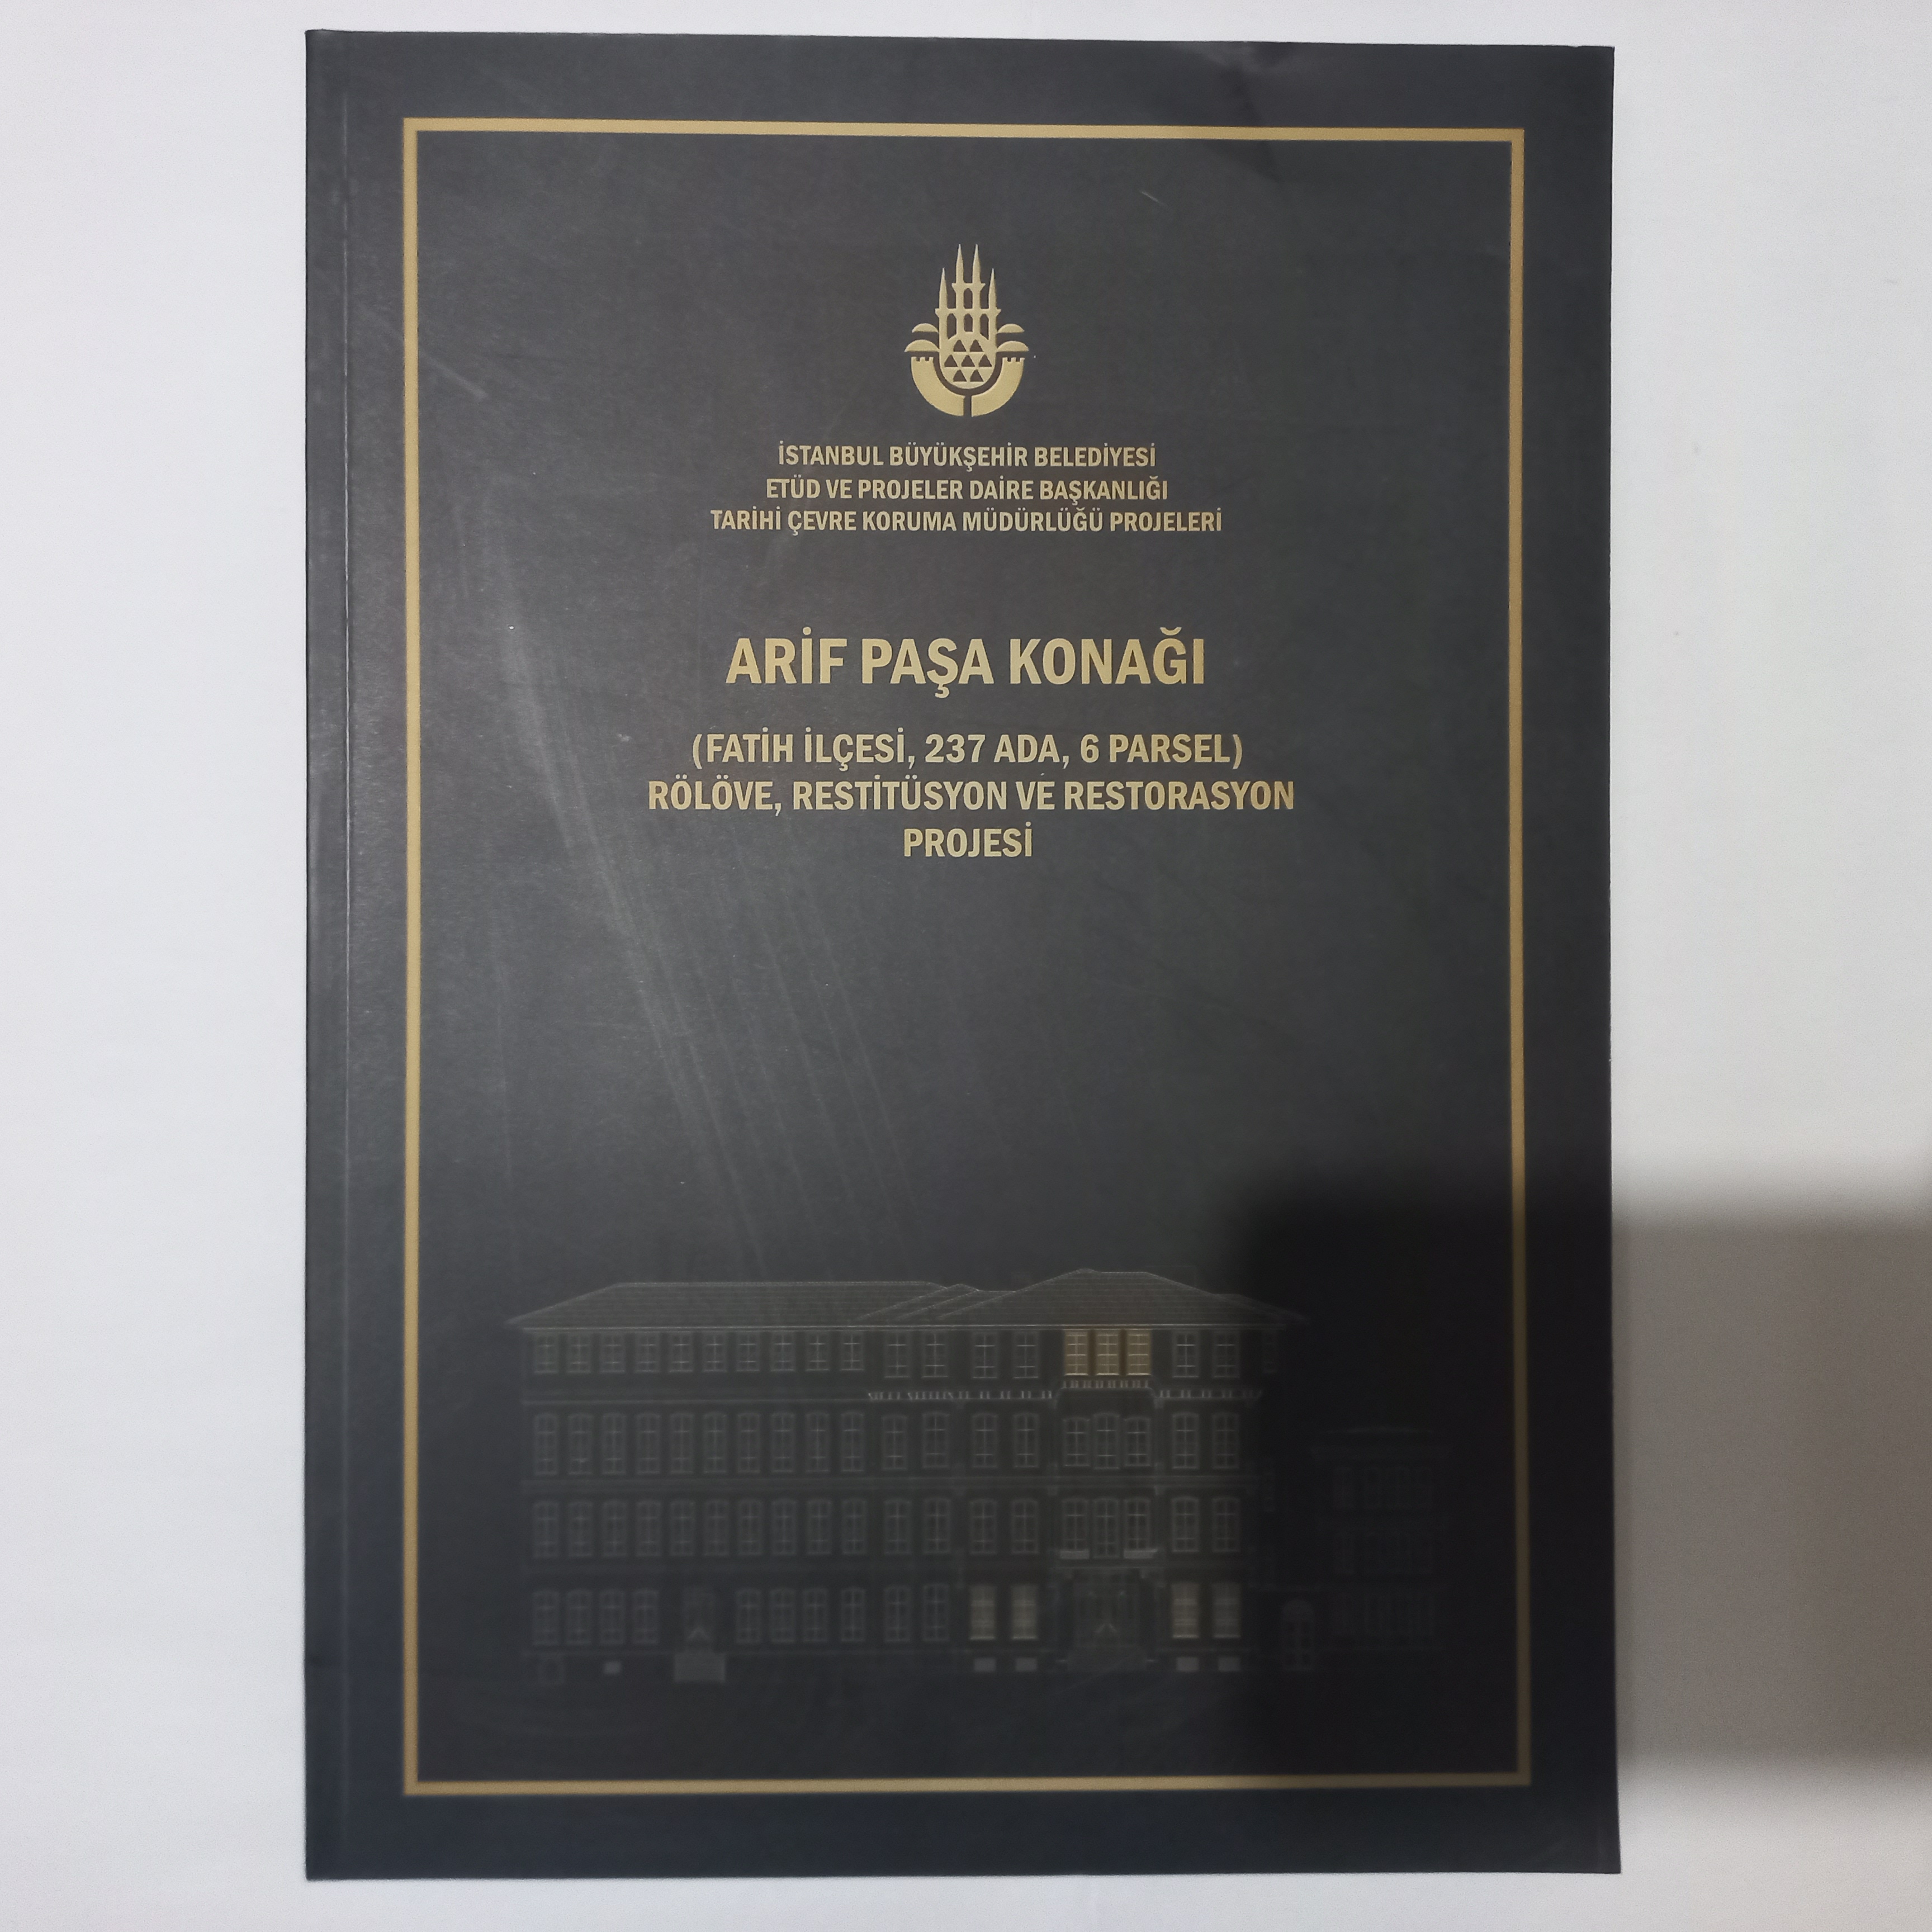 İSTANBUL BÜYÜKŞEHİR BELEDİYESİ
ETÜD VE PROJELER DAİRE BAŞKANLIĞI
TARİHİ ÇEVRE KORUMA MÜDÜRLÜĞÜ PROJELERİ
ARİF PAŞA KONAĞI
(FATİH İLÇESİ, 237 ADA, 6 PARSEL)
RÖLÖVE, RESTİTÜSYON VE RESTORASYON
PROJESİ